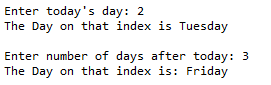 Enter today's day: 2
The Day on that index is Tuesday
Enter number of days after today: 3
The Day on that index is: Friday